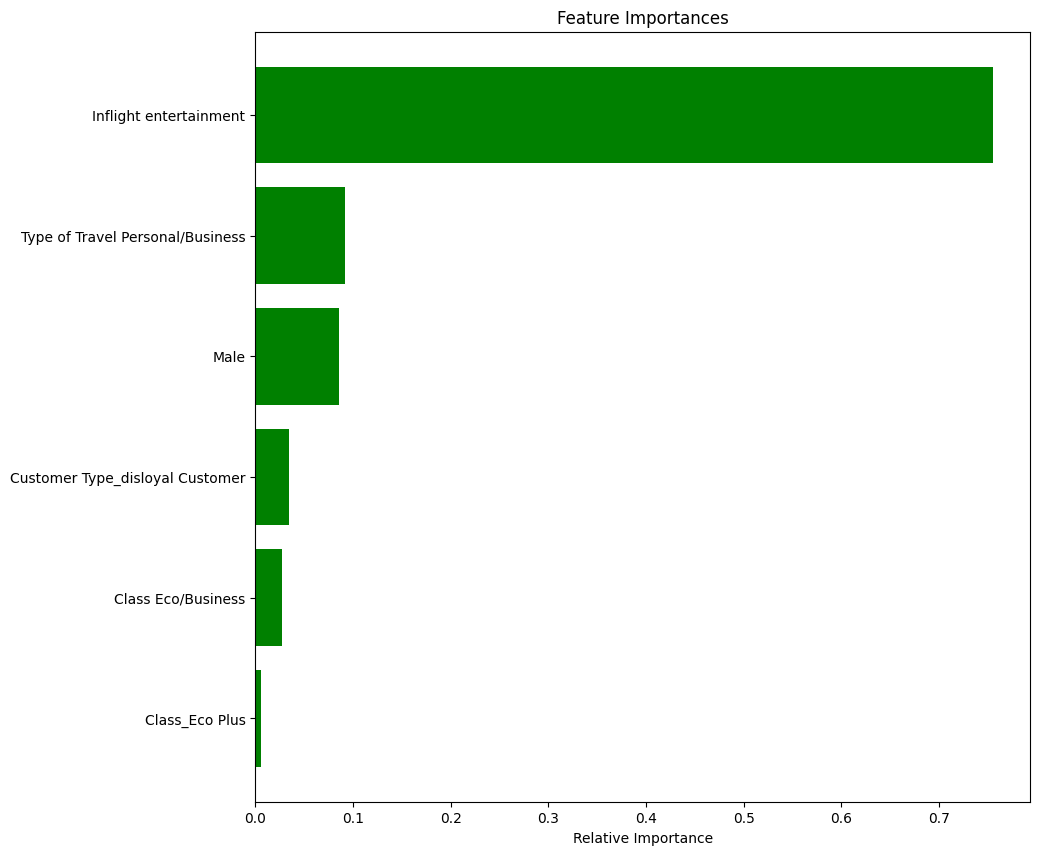 Feature Importances
Inflight entertainment
Type of Travel Personal/Business
Male
Customer Type_disloyal Customer
Class Eco/Business
Class_Eco Plus
0.0 0.1 0.2 0.3 0.4 0.5 0.6 0.7
Relative Importance